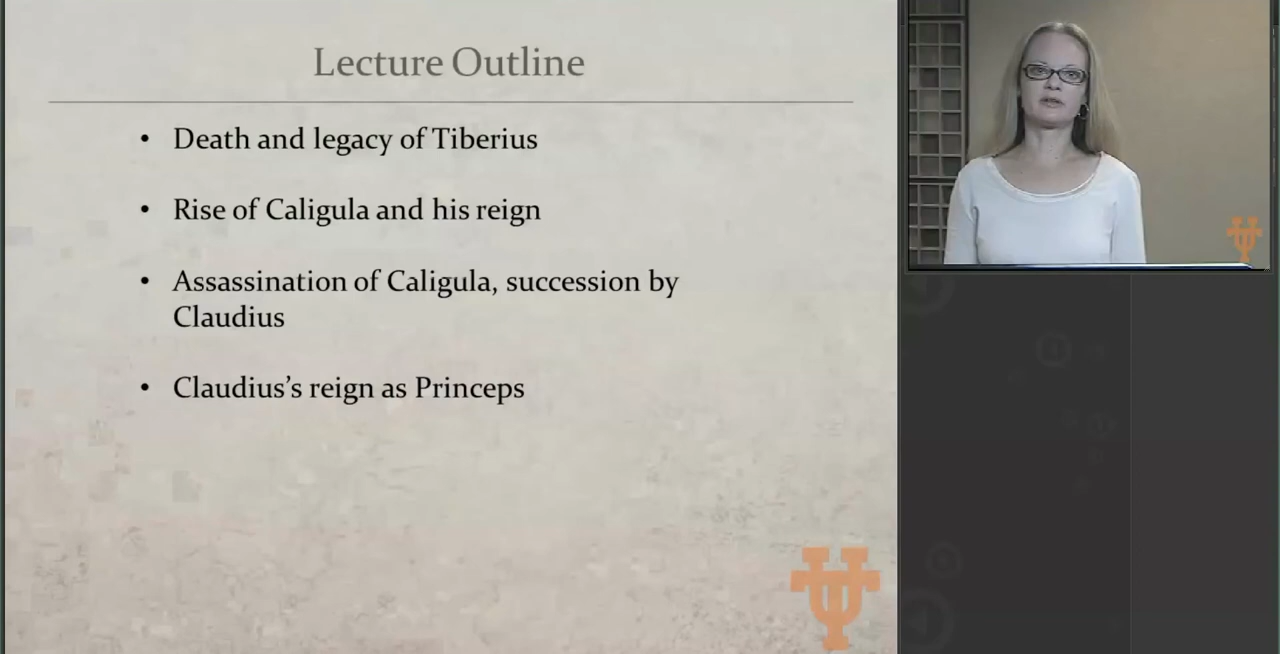 Lecture Outline
• Death and legacy of Tiberius
• Rise of Caligula and his reign
• Assassination of Caligula, succession by
Claudius
• Claudius’s reign as Princeps